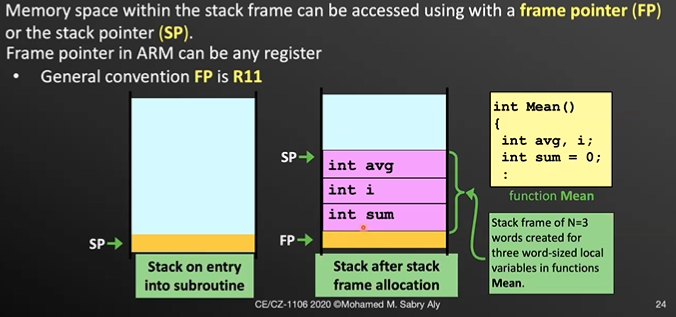 Memory space within the stack frame can be accessed using with a frame pointer (FP)
or the stack pointer (SP).
Frame pointer in ARM can be any register
• General convention FP is R11
SP
Stack on entry
into subroutine
SP
int avg
int i
int sum
FP
Stack after stack
frame allocation
int Mean()
{
int avg, i;
int sum = 0;
:
function Mean
Stack frame of N=3
words created for
three word-sized local
variables in functions
Mean.
CE/CZ-1106 2020 ©Mohamed M. Sabry Aly
24